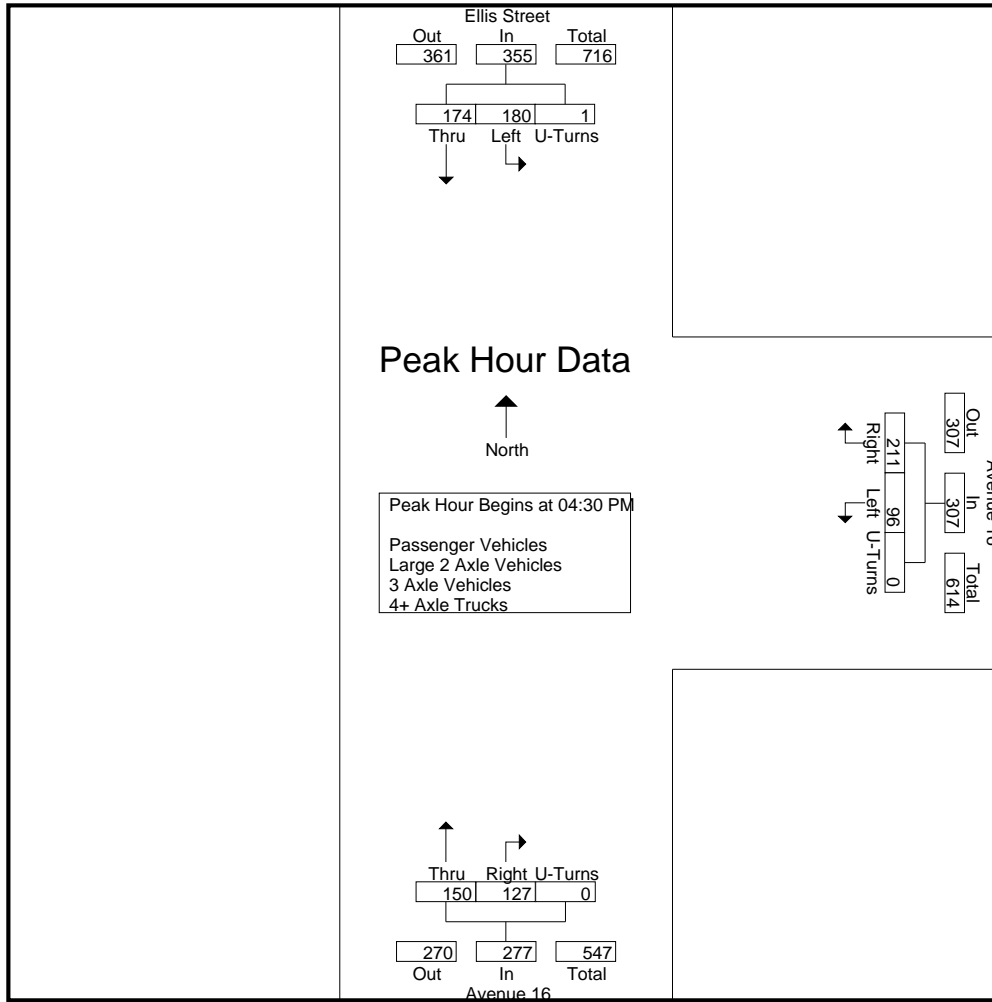 Ellis Street
Out In Total
361 355 716
174 180 1
Thru Left U-Turns
Peak Hour Data
North
Peak Hour Begins at 04:30 PM
Passenger Vehicles
Large 2 Axle Vehicles
3 Axle Vehicles
4+ Axle Trucks
Avenue
Out In Total
307 307 614
211 96 0
Right Left U-Turns
Thru Right U-Turns
150 127 0
270 277 547
Out In Total
Avenue 16